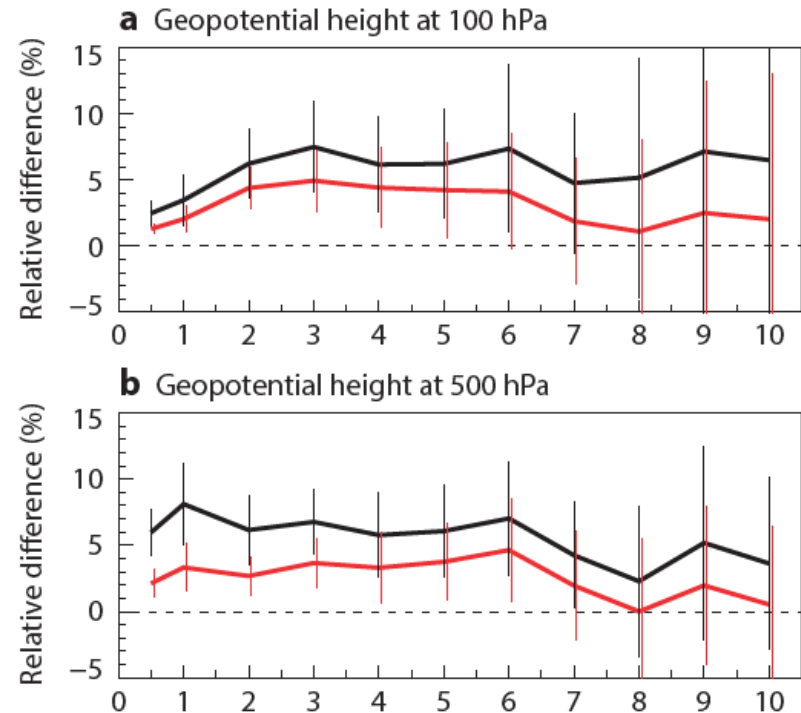 a Geopotential height at 100 hPa
Relative difference (%)
15
10
5
0
−5
0 1 2 3 4 5 6 7 8 9 10
b Geopotential height at 500 hPa
Relative difference (%)
15
10
5
0
−5
0 1 2 3 4 5 6 7 8 9 10